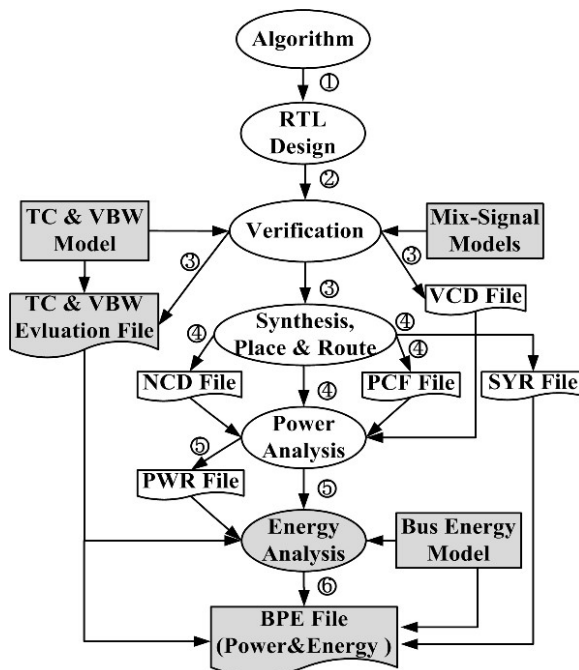 Algorithm
①
RTL
Design
②
TC & VBW
Model
Verification
Mix-Signal
Models
③
③
③
VCD File
TC & VBW
Evluation File
Synthesis,
Place & Route
④
④
④
④
NCD File
PCF File
SYR File
Power
Analysis
⑤
PWR File
⑤
Energy
Analysis
Bus Energy
Model
⑥
BPE File
(Power&Energy )